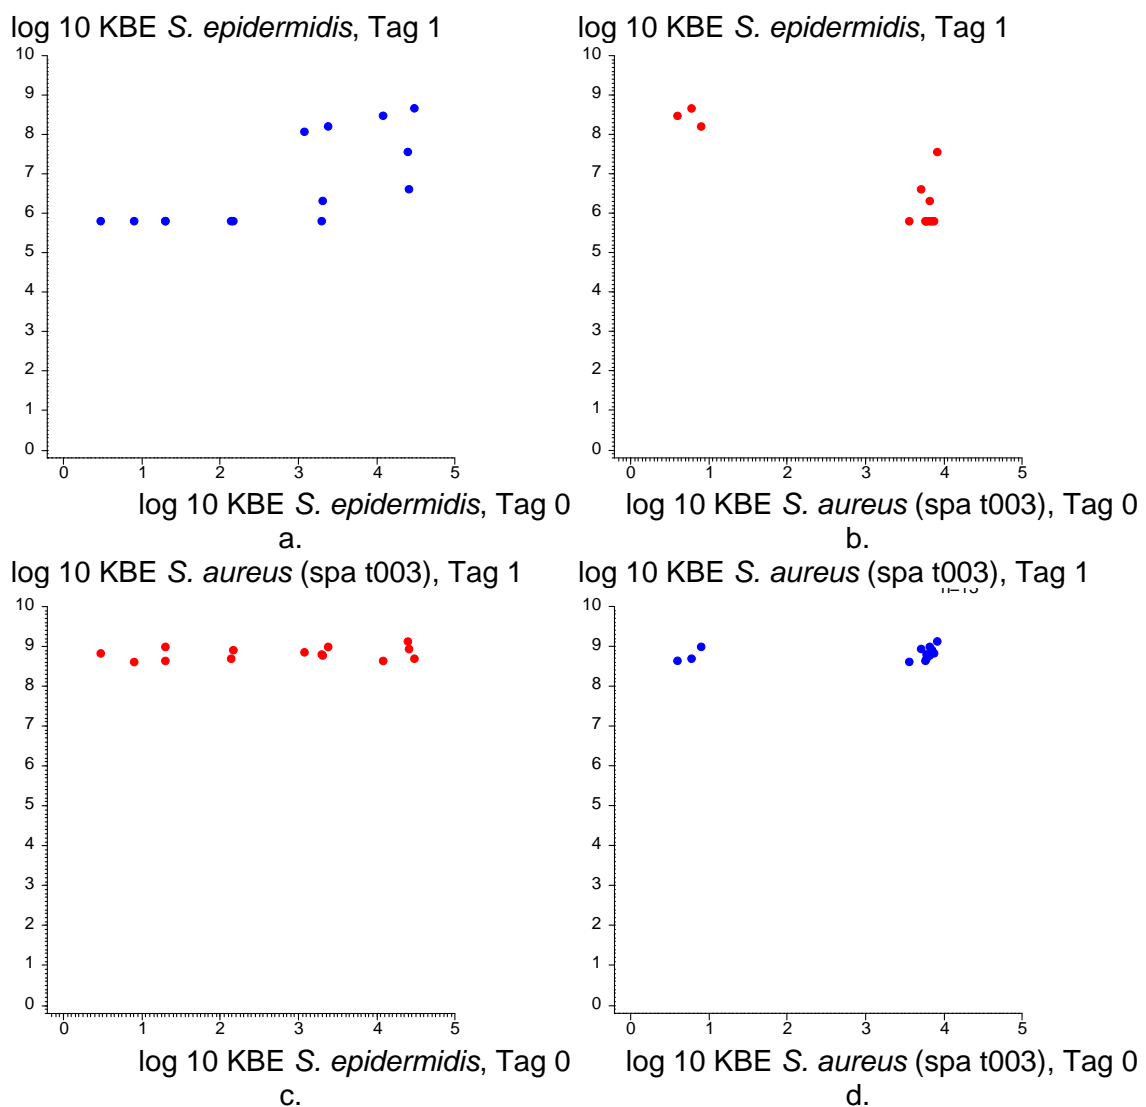 log 10 KBE S. epidermidis, Tag 1
10
9
8
7
6
5
4
3
2
1
0
0 1 2 3 4 5
log 10 KBE S. epidermidis, Tag 0
a.
log 10 KBE S. epidermidis, Tag 1
10
9
8
7
6
5
4
3
2
1
0
0 1 2 3 4 5
log 10 KBE S. aureus (spa t003), Tag 0
b.
log 10 KBE S. aureus (spa t003), Tag 1
10
9
8
7
6
5
4
3
2
1
0
0 1 2 3 4 5
log 10 KBE S. epidermidis, Tag 0
c.
log 10 KBE S. aureus (spa t003), Tag 1
10
9
8
7
6
5
4
3
2
1
0
0 1 2 3 4 5
log 10 KBE S. aureus (spa t003), Tag 0
d.